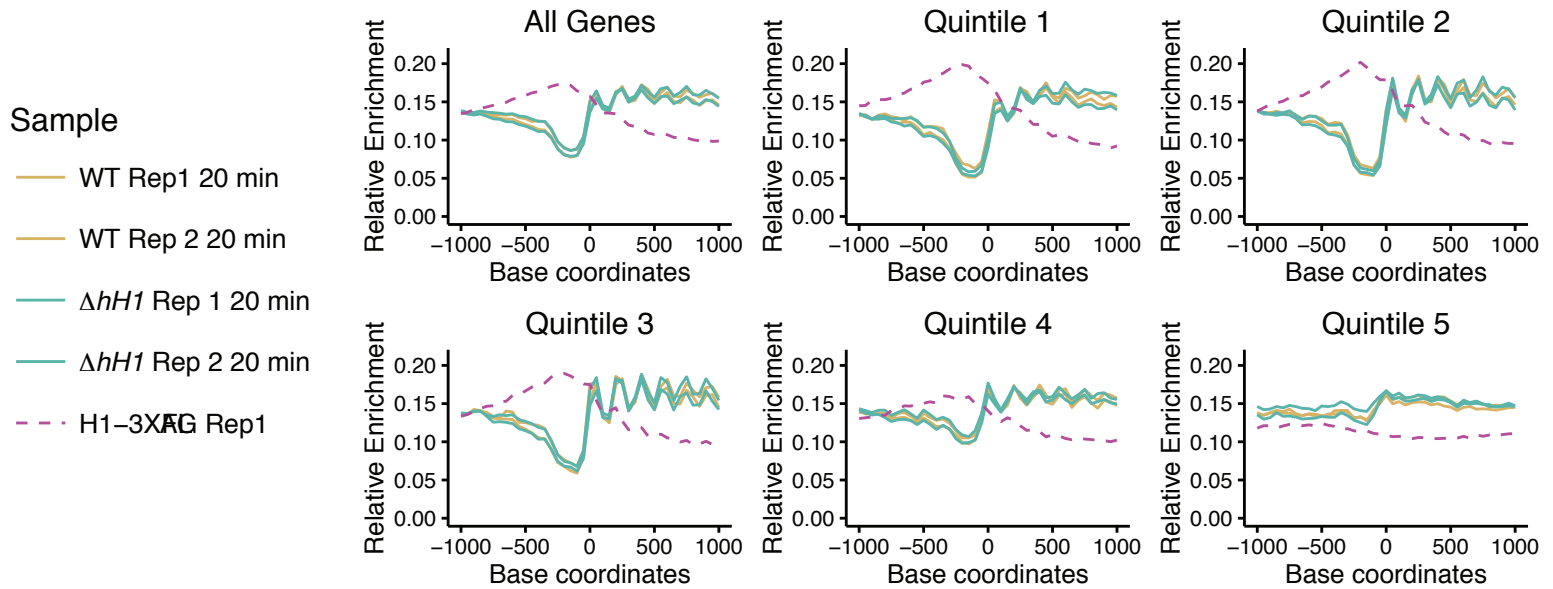 Sample
WT Rep1 20 min
WT Rep 2 20 min
ΔhH1 Rep 1 20 min
ΔhH1 Rep 2 20 min
All Genes
Relative Enrichment
0.20
0.15
0.10
0.05
0.00
−1000 −500 0 500 1000
Base coordinates
Quintile 1
Relative Enrichment
0.20
0.15
0.10
0.05
0.00
−1000 −500 0 500 1000
Base coordinates
Quintile 2
Relative Enrichment
0.20
0.15
0.10
0.05
0.00
−1000 −500 0 500 1000
Base coordinates
H1−3X Rep1
Quintile 3
Relative Enrichment
0.20
0.15
0.10
0.05
0.00
−1000 −500 0 500 1000
Base coordinates
Quintile 4
Relative Enrichment
0.20
0.15
0.10
0.05
0.00
−1000 −500 0 500 1000
Base coordinates
Quintile 5
Relative Enrichment
0.20
0.15
0.10
0.05
0.00
−1000 −500 0 500 1000
Base coordinates